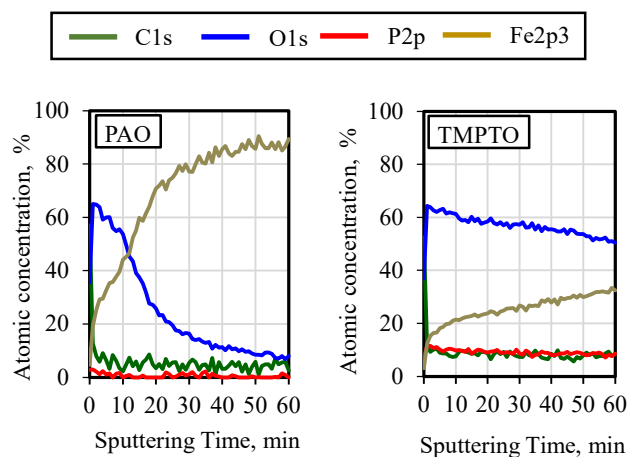 C1s O1s P2p Fe2p3
PAO
Atomic concentration, %
100
80
60
40
20
0
0 10 20 30 40 50 60
Sputtering Time, min
TMPTO
Atomic concentration, %
100
80
60
40
20
0
0 10 20 30 40 50 60
Sputtering Time, min